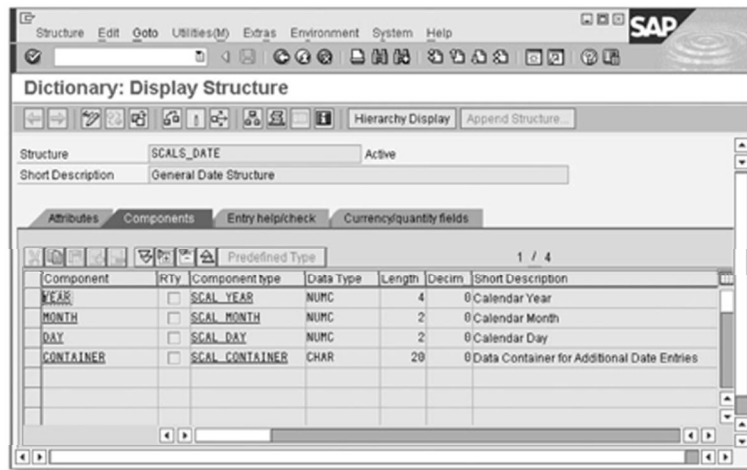 Structure Edit Goto Utilities(M) Extras Environment System Help
SAP
Dictionary: Display Structure
Hierarchy Display Append Structure...
Structure SCALS_DATE Active
Short Description General Date Structure
Attributes Components Entry help/check Currency/quantity fields
Predefined Type 1 / 4
Component RTy Component type Data Type Length Decim Short Description
YEAR SCAL_YEAR NUMC 4 0 Calendar Year
MONTH SCAL_MONTH NUMC 2 0 Calendar Month
DAY SCAL_DAY NUMC 2 0 Calendar Day
CONTAINER SCAL_CONTAINER CHAR 20 0 Data Container for Additional Date Entries